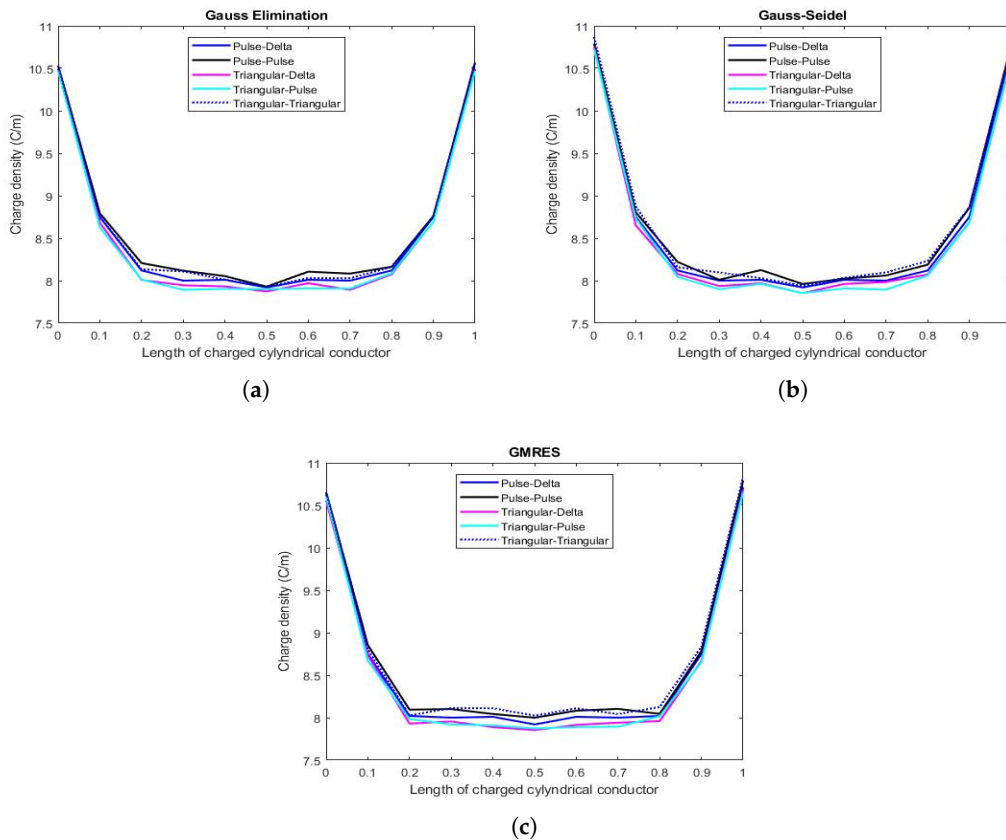 Gauss Elimination
11
10.5
10
9.5
9
8.5
8
7.5
Charge density (C/m)
Pulse-Delta
Pulse-Pulse
Triangular-Delta
Triangular-Pulse
Triangular-Triangular
0 0.1 0.2 0.3 0.4 0.5 0.6 0.7 0.8 0.9 1
Length of charged cylyndrical conductor
(a)
Gauss-Seidel
11
10.5
10
9.5
9
8.5
8
7.5
Charge density (C/m)
Pulse-Delta
Pulse-Pulse
Triangular-Delta
Triangular-Pulse
Triangular-Triangular
0 0.1 0.2 0.3 0.4 0.5 0.6 0.7 0.8 0.9
Length of charged cylyndrical conductor
(b)
GMRES
11
10.5
10
9.5
9
8.5
8
7.5
Charge density (C/m)
Pulse-Delta
Pulse-Pulse
Triangular-Delta
Triangular-Pulse
Triangular-Triangular
0 0.1 0.2 0.3 0.4 0.5 0.6 0.7 0.8 0.9 1
Length of charged cylyndrical conductor
(c)